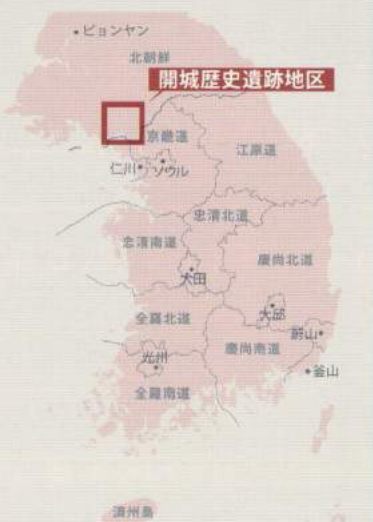 ピョンヤン
北朝鮮
開城歴史遺跡地区
京畿道
江原道
仁川
ソウル
忠清北道
忠清南道
慶尚北道
大田
大邱
全羅北道
蔚山
光州
慶尚南道
釜山
全羅南道
済州島